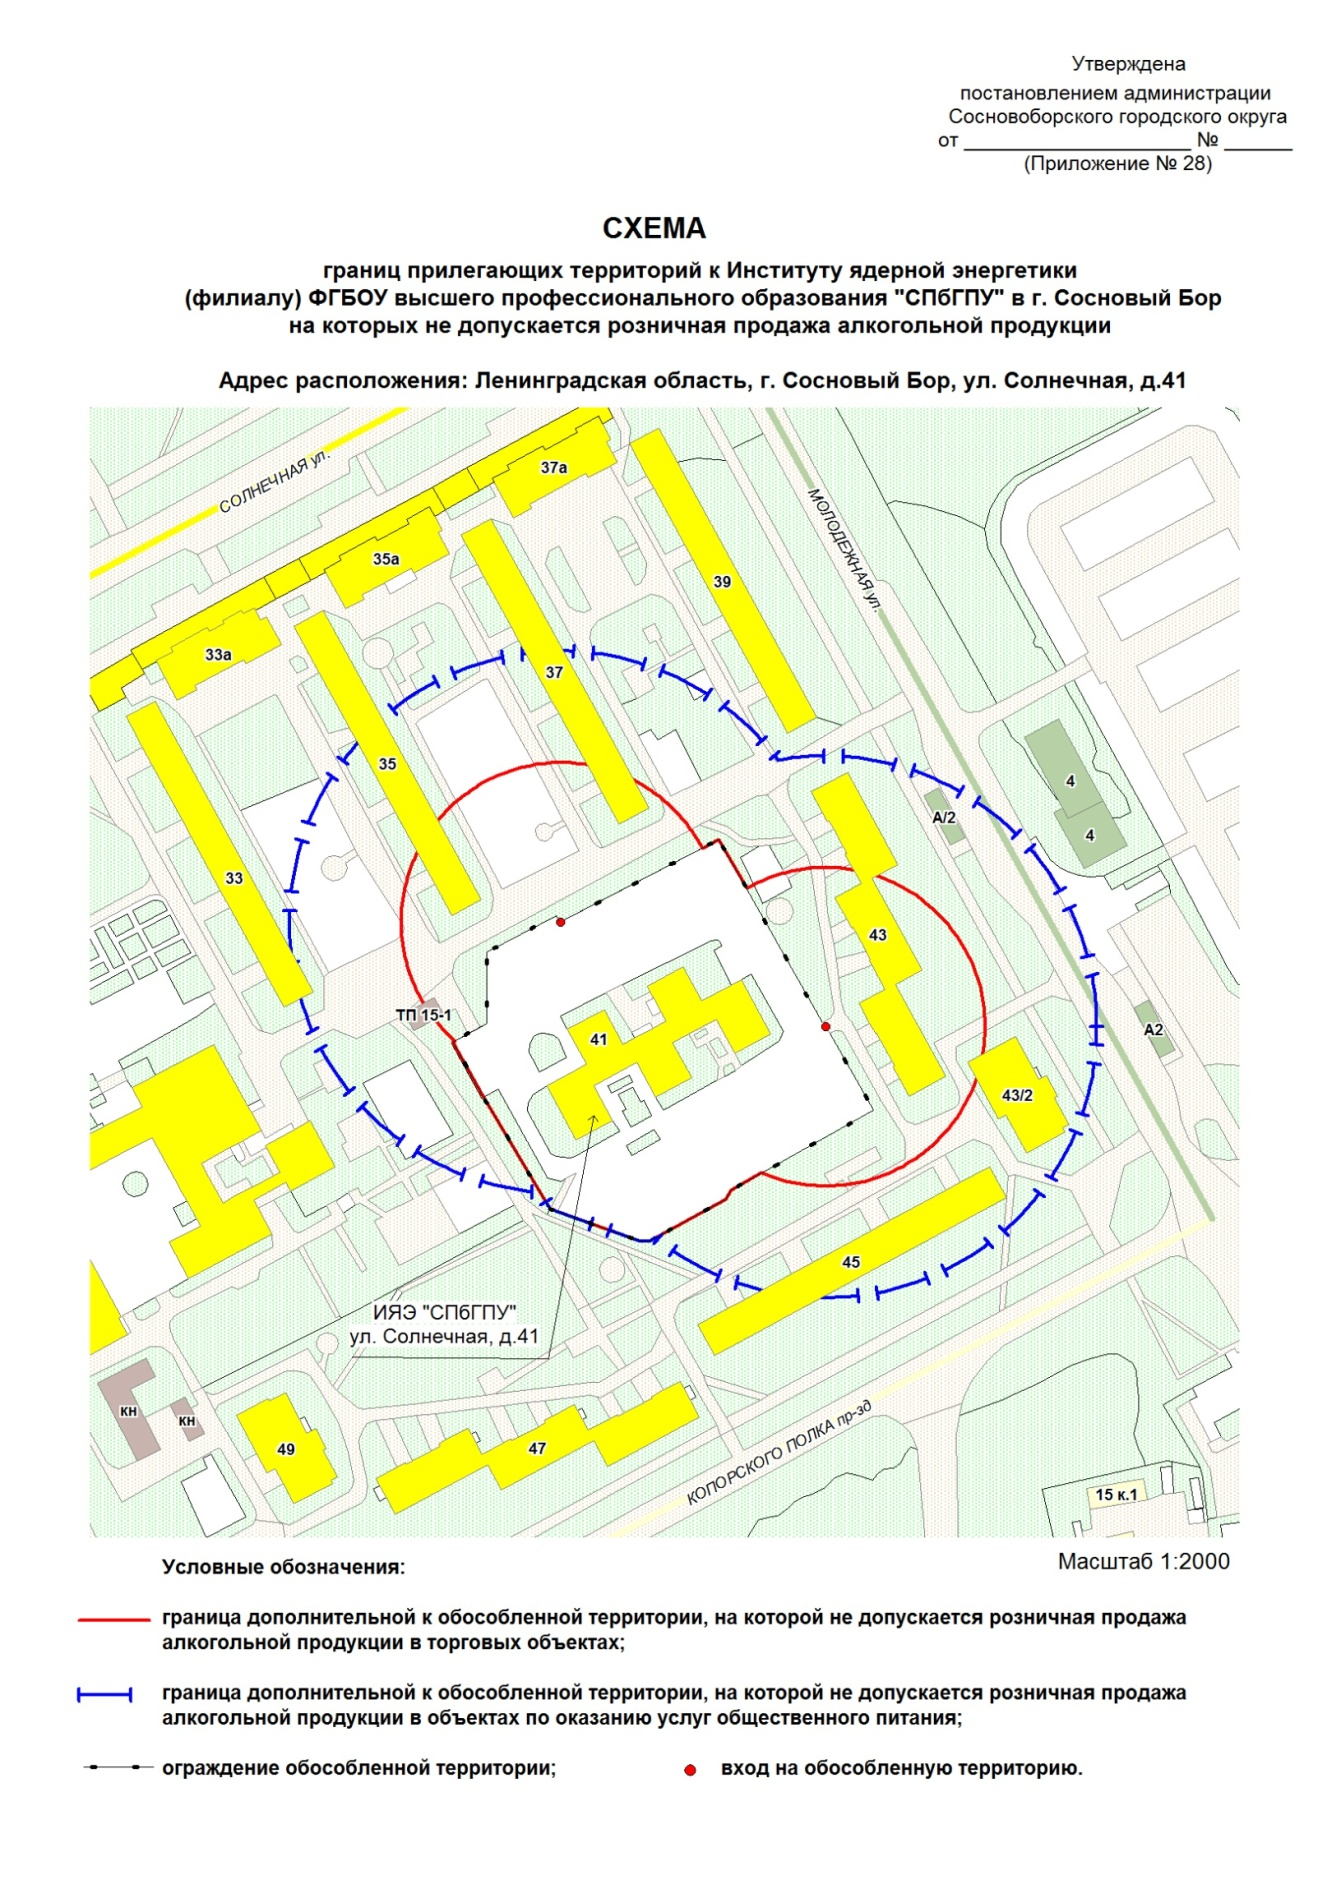 Утверждена
постановлением администрации
Сосновоборского городского округа
от ____________________ № ______
(Приложение № 28)
СХЕМА
границ прилегающих территорий к Институту ядерной энергетики
(филиалу) ФГБОУ высшего профессионального образования "СПбГПУ" в г. Сосновый Бор
на которых не допускается розничная продажа алкогольной продукции
Адрес расположения: Ленинградская область, г. Сосновый Бор, ул. Солнечная, д.41
СОЛНЕЧНАЯ ул.
37а
МОЛОДЕЖНАЯ ул.
35а
39
33а
37
35
4
А/2
4
33
43
ТП 15-1
41
А2
43/2
45
ИЯЭ "СПбГПУ"
ул. Солнечная, д.41
кн
кн
49
47
КОПОРСКОГО ПОЛКА пр-зд
15 к.1
Условные обозначения:
Масштаб 1:2000
граница дополнительной к обособленной территории, на которой не допускается розничная продажа
алкогольной продукции в торговых объектах;
граница дополнительной к обособленной территории, на которой не допускается розничная продажа
алкогольной продукции в объектах по оказанию услуг общественного питания;
ограждение обособленной территории;
вход на обособленную территорию.